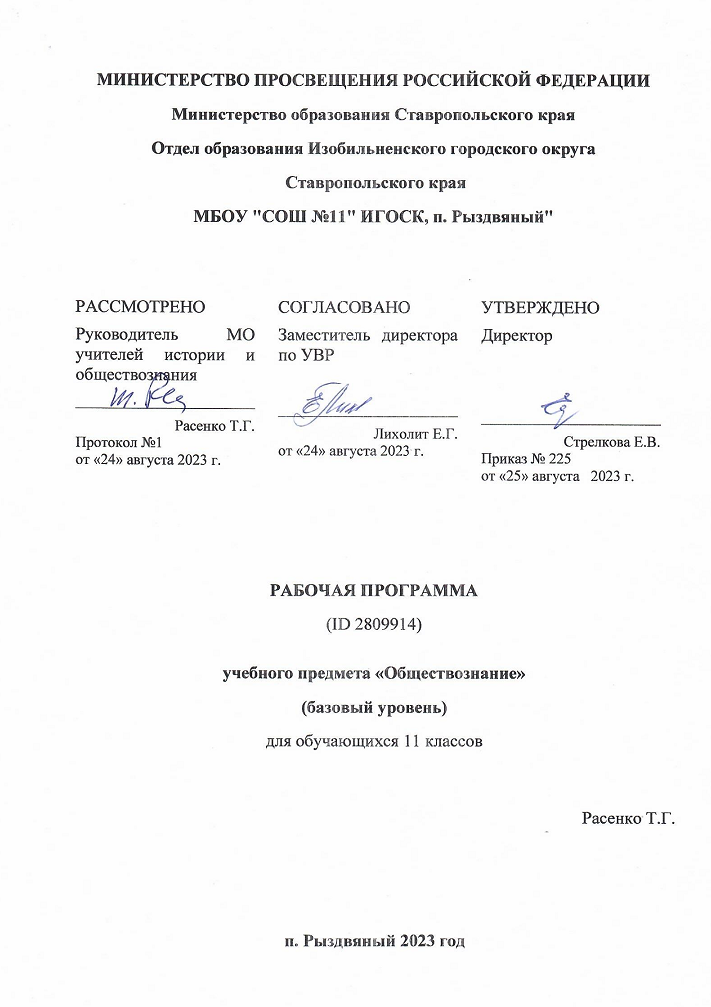 МИНИСТЕРСТВО ПРОСВЕЩЕНИЯ РОССИЙСКОЙ ФЕДЕРАЦИИ
Министерство образования Ставропольского края
Отдел образования Изобильненского городского округа
Ставропольского края
МБОУ "СОШ №11" ИГОСК, п. Рыздвяный"
РАССМОТРЕНО
Руководитель МО
учителей истории и
обществознания
Расенко Т.Г.
Протокол №1
от «24» августа 2023 г.
СОГЛАСОВАНО
Заместитель директора
по УВР
Лихолит Е.Г.
от «24» августа 2023 г.
УТВЕРЖДЕНО
Директор
Стрелкова Е.В.
Приказ № 225
от «25» августа 2023 г.
РАБОЧАЯ ПРОГРАММА
(ID 2809914)
учебного предмета «Обществознание»
(базовый уровень)
для обучающихся 11 классов
Расенко Т.Г.
п. Рыздвяный 2023 год